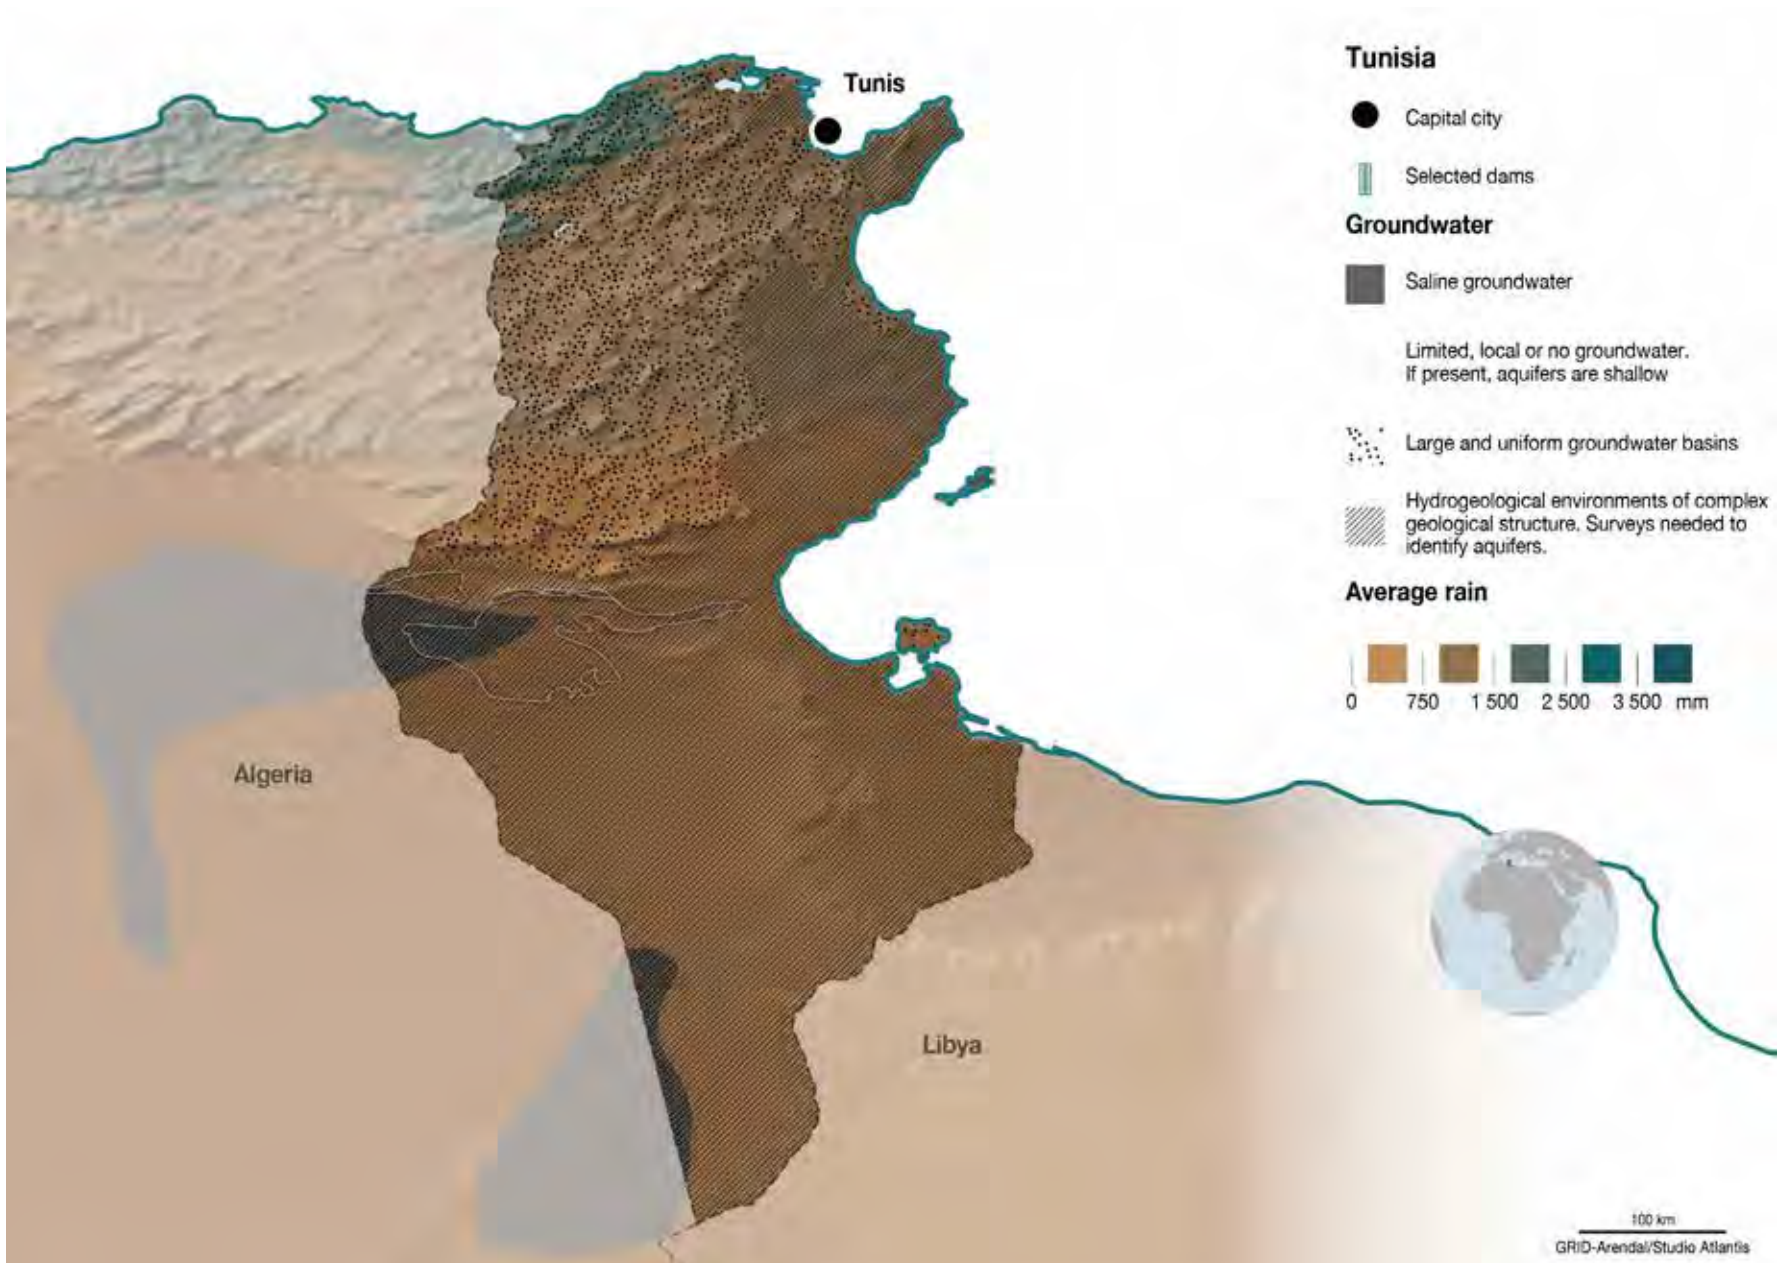 Tunis
Algeria
Libya
Tunisia
Capital city
Selected dams
Groundwater
Saline groundwater
Limited, local or no groundwater.
If present, aquifers are shallow
Large and uniform groundwater basins
Hydrogeological environments of complex
geological structure. Surveys needed to
identify aquifers.
Average rain
0 750 1 500 2 500 3 500 mm
100 km
GRID-Arendal/Studio Atlantis